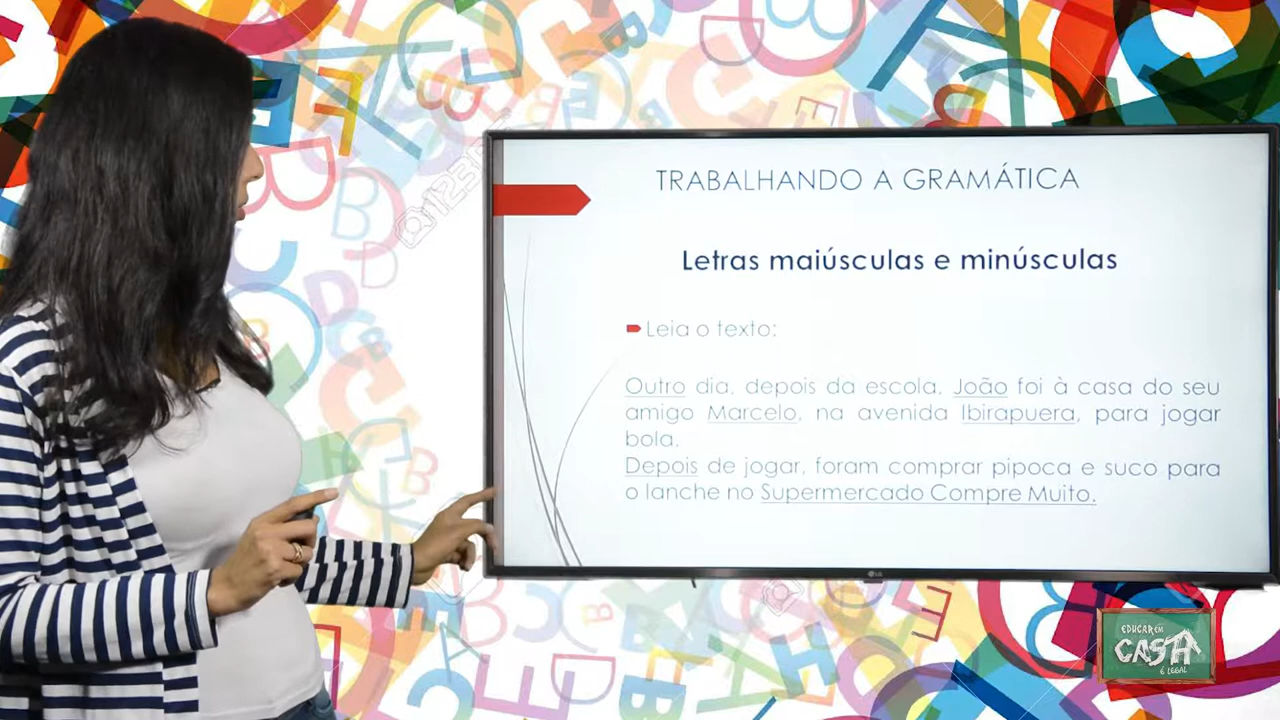 TRABALHANDO A GRAMÁTICA
Letras maiúsculas e minúsculas
Leia o texto:
Outro dia, depois da escola, João foi à casa do seu
amigo Marcelo, na avenida Ibirapuera, para jogar
bola.
Depois de jogar, foram comprar pipoca e suco para
o lanche no Supermercado Compre Muito.
LG
EDUCAR EM
CASA
É LEGAL